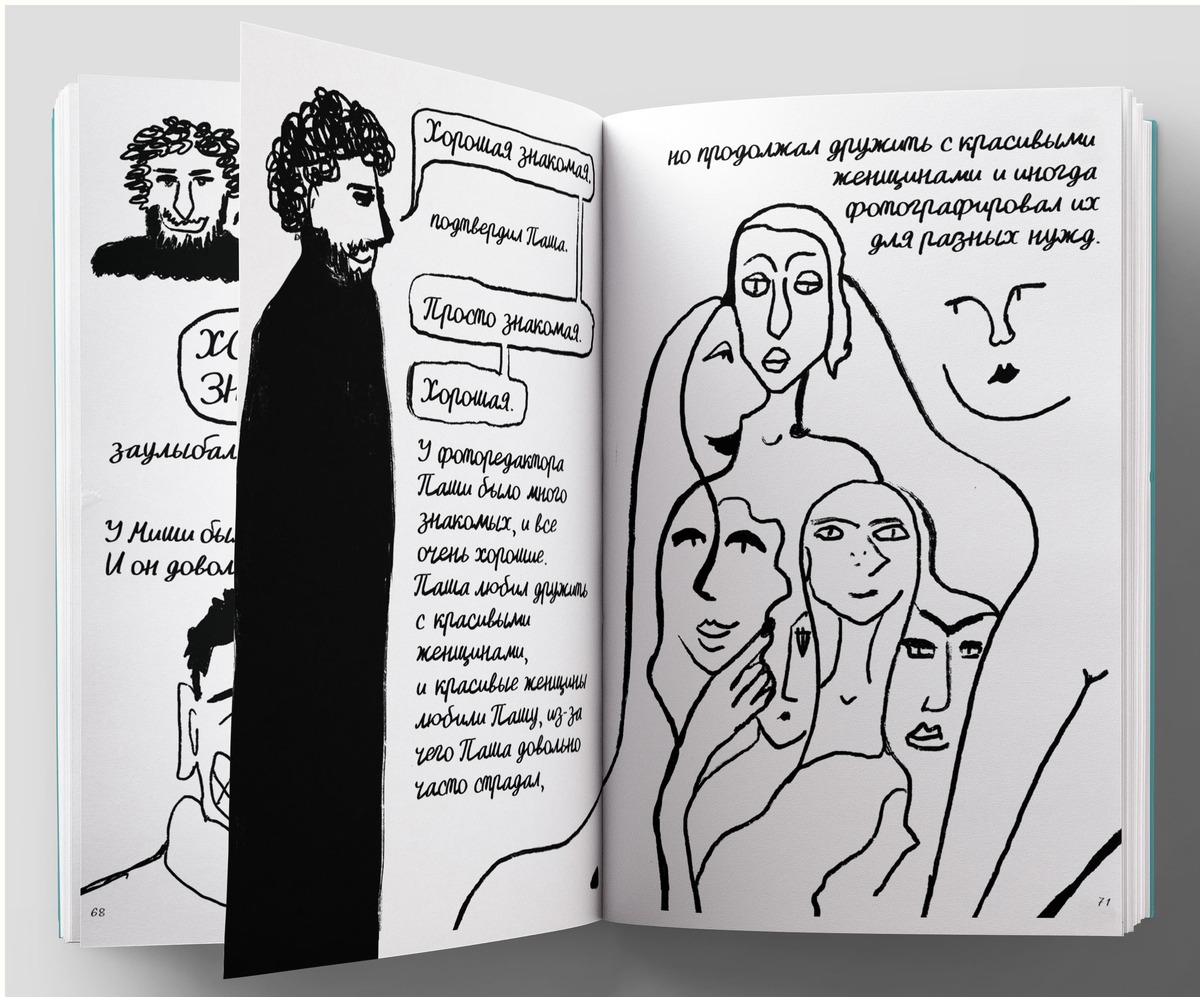 ХО
ЗН
заулыбал
У Миши бы
И он довол
68
Хорошая знакомая.
подтвердил Паша.
Просто знакомая.
Хорошая.
У фоторедактора
Паши было много
знакомых, и все
очень хорошие.
Паша любил дружить
с красивыми
женщинами,
и красивые женщины
любили Пашу, из-за
чего Паша довольно
часто страдал,
но продолжал дружить с красивыми
женщинами и иногда
фотографировал их
для разных нужд.
71